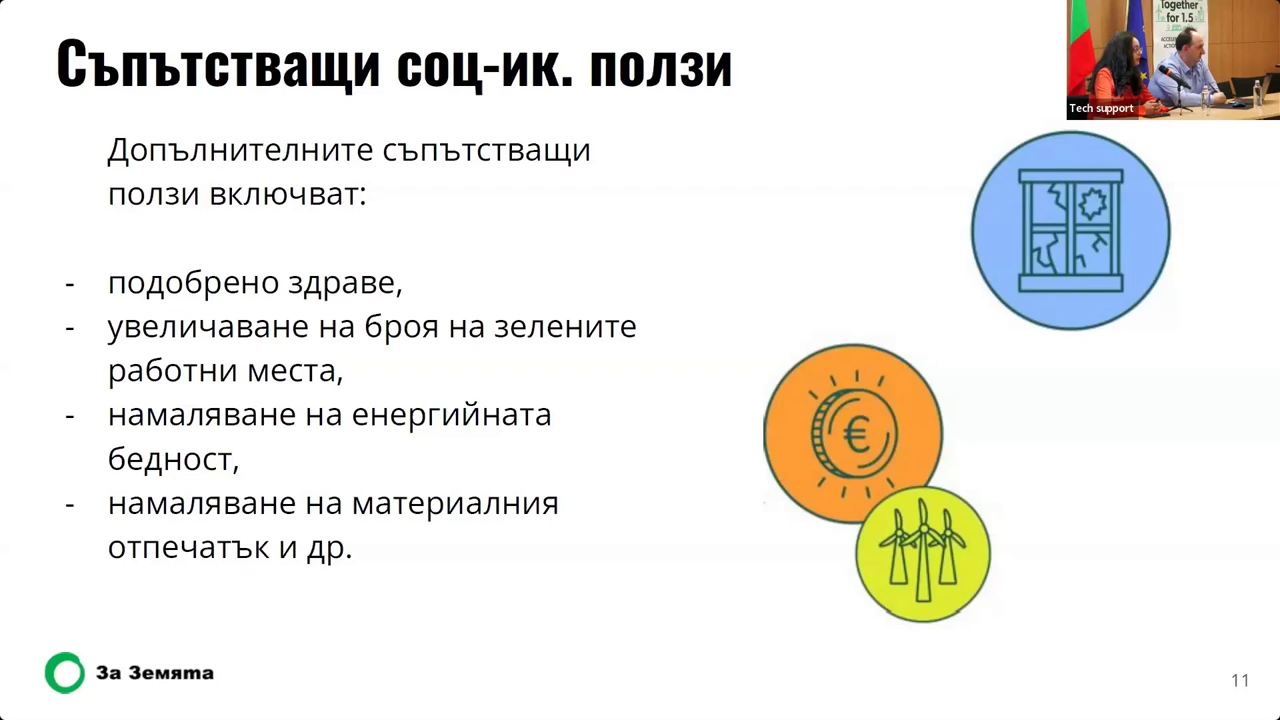 Съпътстващи соц-ик. ползи
Together
for 1.5
Tech support
Допълнителните съпътстващи
ползи включват:
- подобрено здраве,
- увеличаване на броя на зелените
работни места,
- намаляване на енергийната
бедност,
- намаляване на материалния
отпечатък и др.
€
За Земята
11